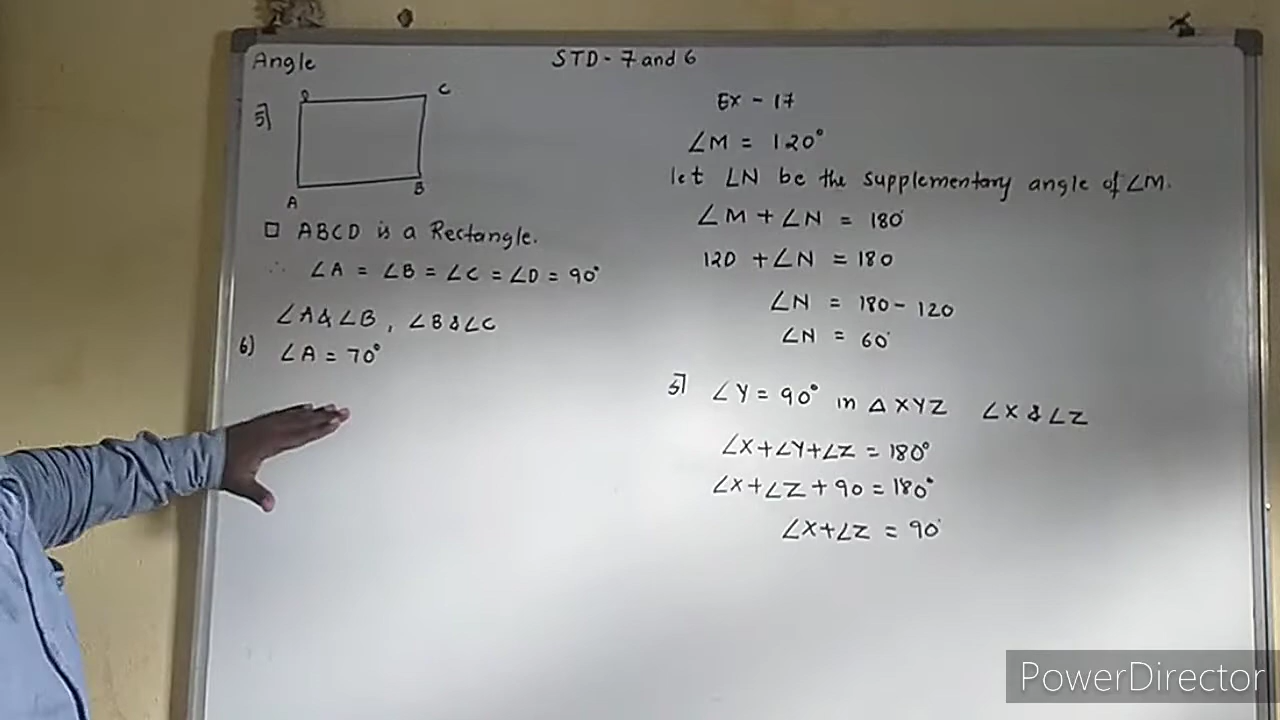 Angle
STD - 7 and 6
5]
C
A
B
□ ABCD is a Rectangle.
∴ ∠A = ∠B = ∠C = ∠D = 90°
∠A & ∠B, ∠B & ∠C
6) ∠A = 70°
Ex - 17
∠M = 120°
let ∠N be the supplementary angle of ∠M.
∠M + ∠N = 180°
120 + ∠N = 180
∠N = 180 - 120
∠N = 60°
5] ∠Y = 90° in △XYZ ∠X & ∠Z
∠X+∠Y+∠Z = 180°
∠X+∠Z + 90 = 180°
∠X+∠Z = 90°
PowerDirector